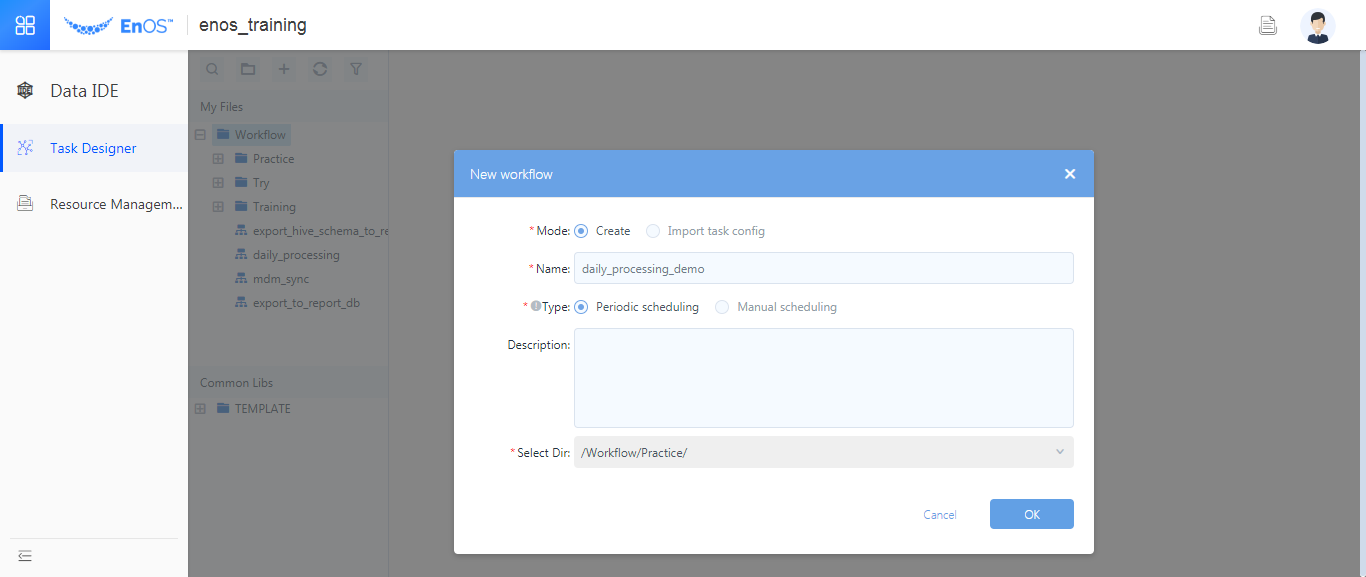 EnOS™ enos_training
Data IDE
Task Designer
Resource Managem...
My Files
Workflow
Practice
Try
Training
export_hive_schema_to_re
daily_processing
mdm_sync
export_to_report_db
Common Libs
TEMPLATE
New workflow
* Mode: Create Import task config
* Name: daily_processing_demo
* Type: Periodic scheduling Manual scheduling
Description:
* Select Dir: /Workflow/Practice/
Cancel OK